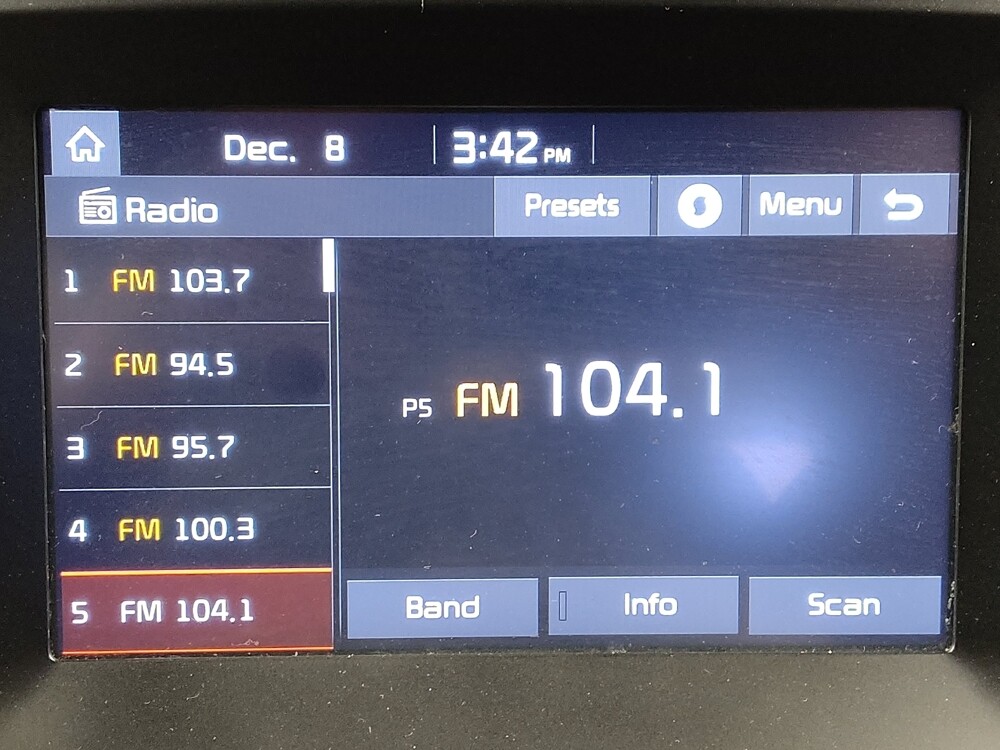 Dec. 8 3:42 PM
Radio Presets Menu
1 FM 103.7
2 FM 94.5
3 FM 95.7
4 FM 100.3
5 FM 104.1
P5 FM 104.1
Band Info Scan